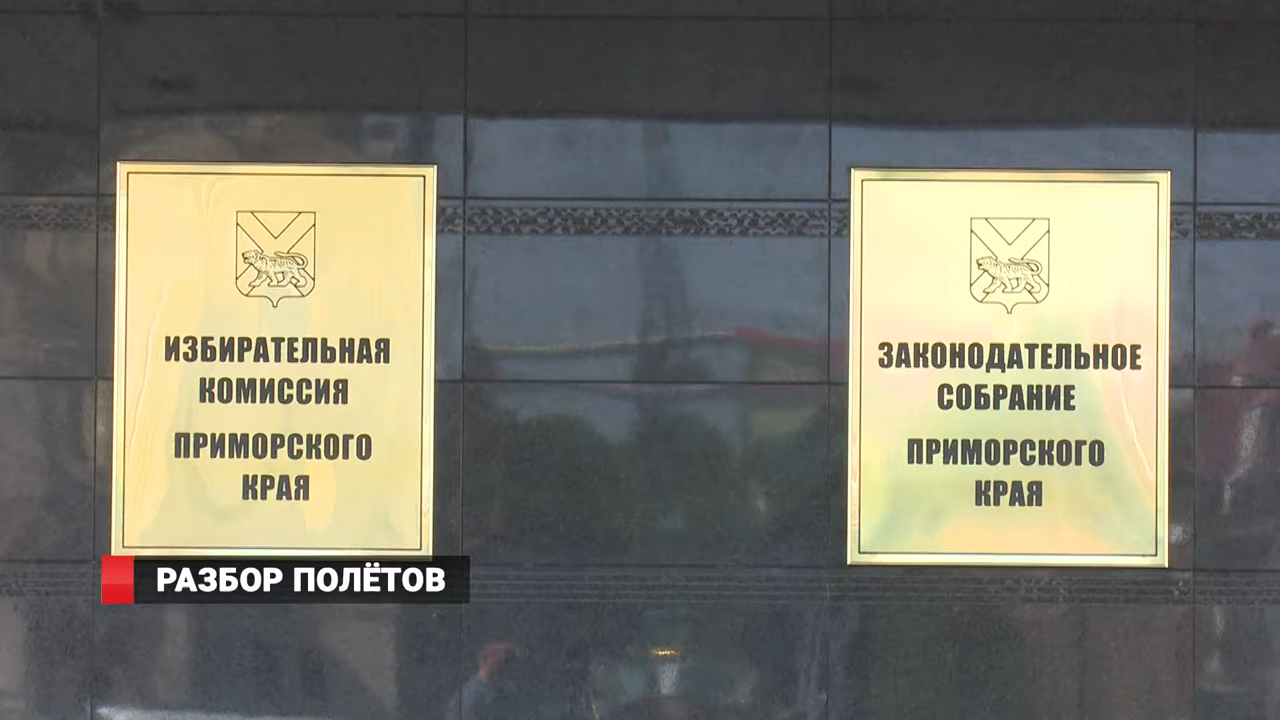 ИЗБИРАТЕЛЬНАЯ
КОМИССИЯ
ПРИМОРСКОГО
КРАЯ
ЗАКОНОДАТЕЛЬНОЕ
СОБРАНИЕ
ПРИМОРСКОГО
КРАЯ
РАЗБОР ПОЛЁТОВ